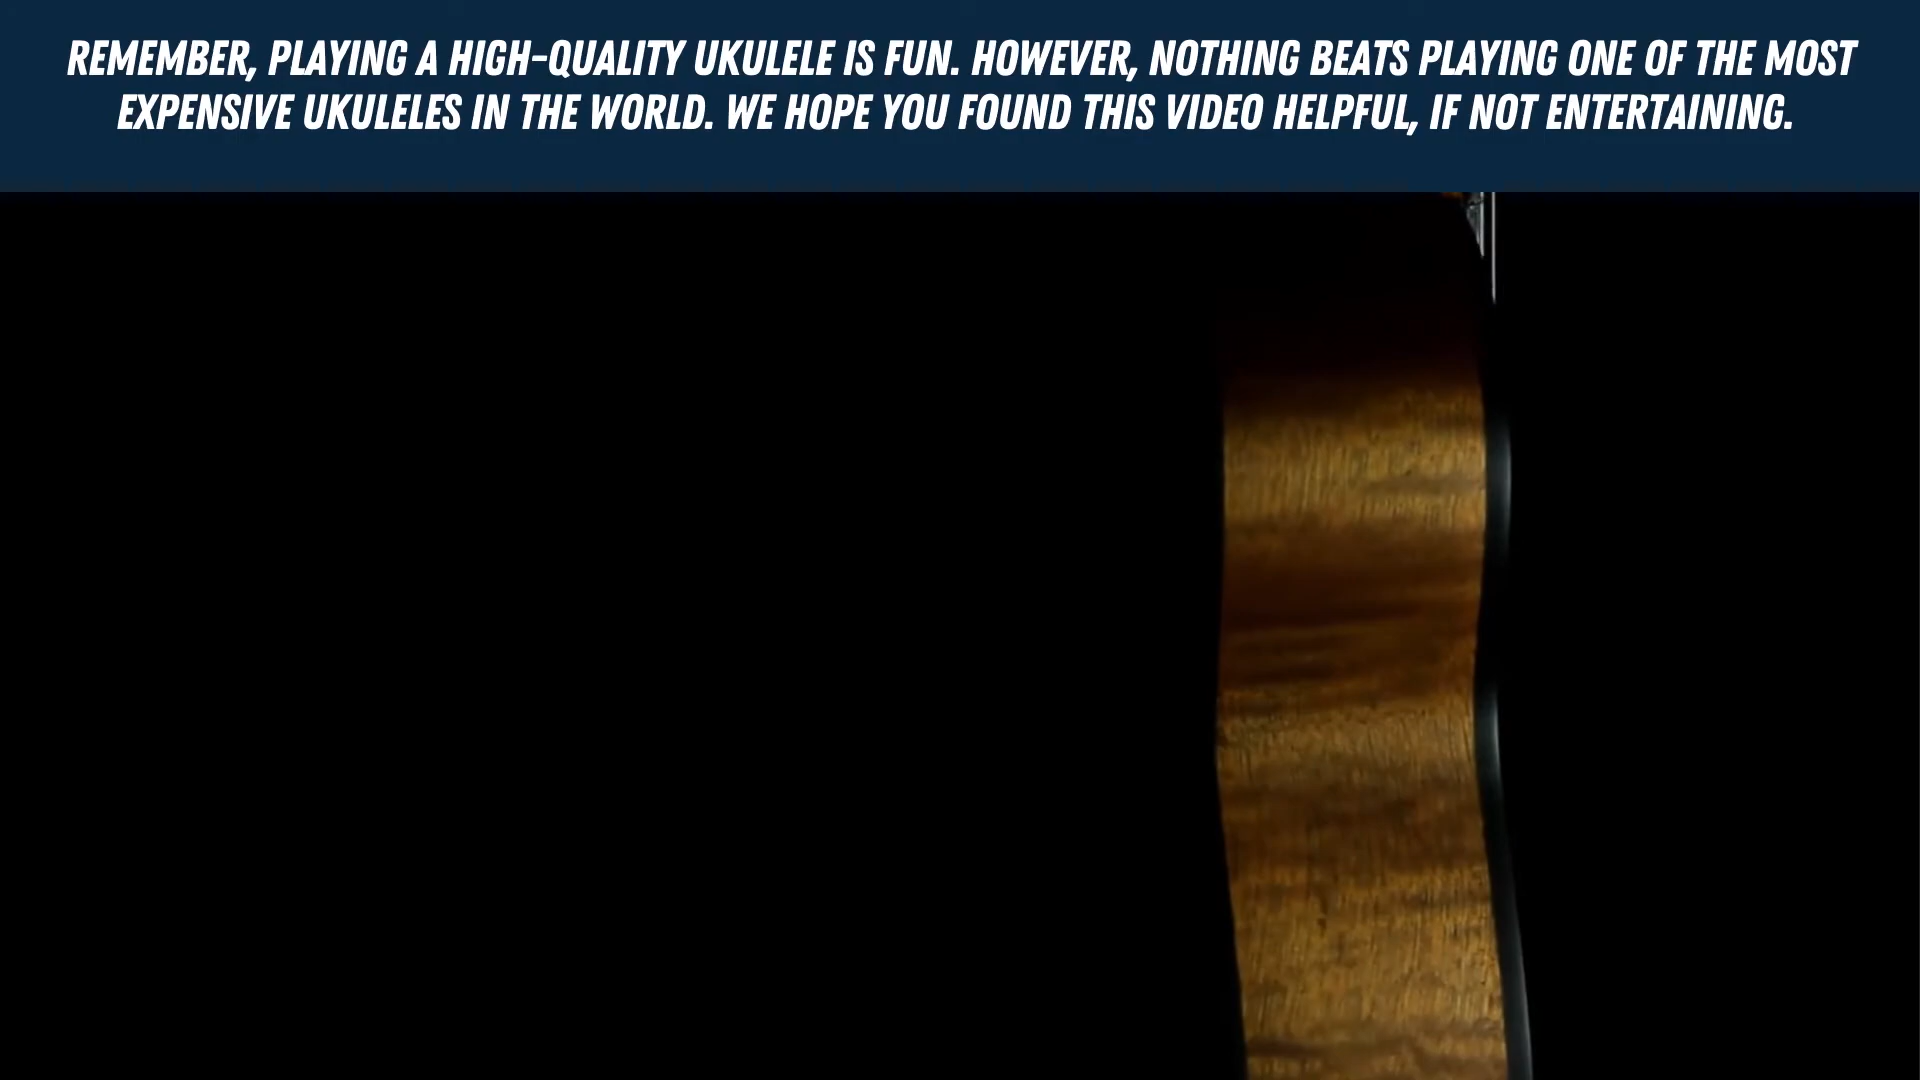 REMEMBER, PLAYING A HIGH-QUALITY UKULELE IS FUN. HOWEVER, NOTHING BEATS PLAYING ONE OF THE MOST
EXPENSIVE UKULELES IN THE WORLD. WE HOPE YOU FOUND THIS VIDEO HELPFUL, IF NOT ENTERTAINING.